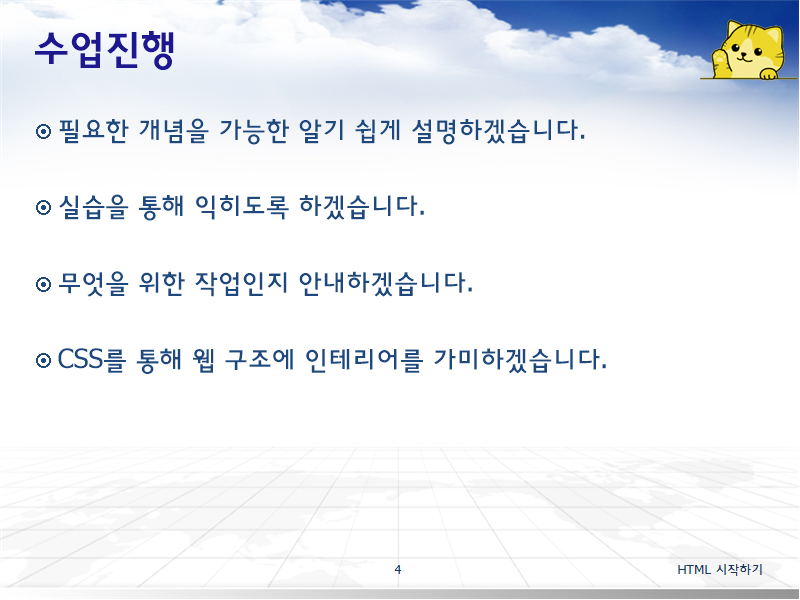 수업진행
필요한 개념을 가능한 알기 쉽게 설명하겠습니다.
실습을 통해 익히도록 하겠습니다.
무엇을 위한 작업인지 안내하겠습니다.
CSS를 통해 웹 구조에 인테리어를 가미하겠습니다.
4
HTML 시작하기